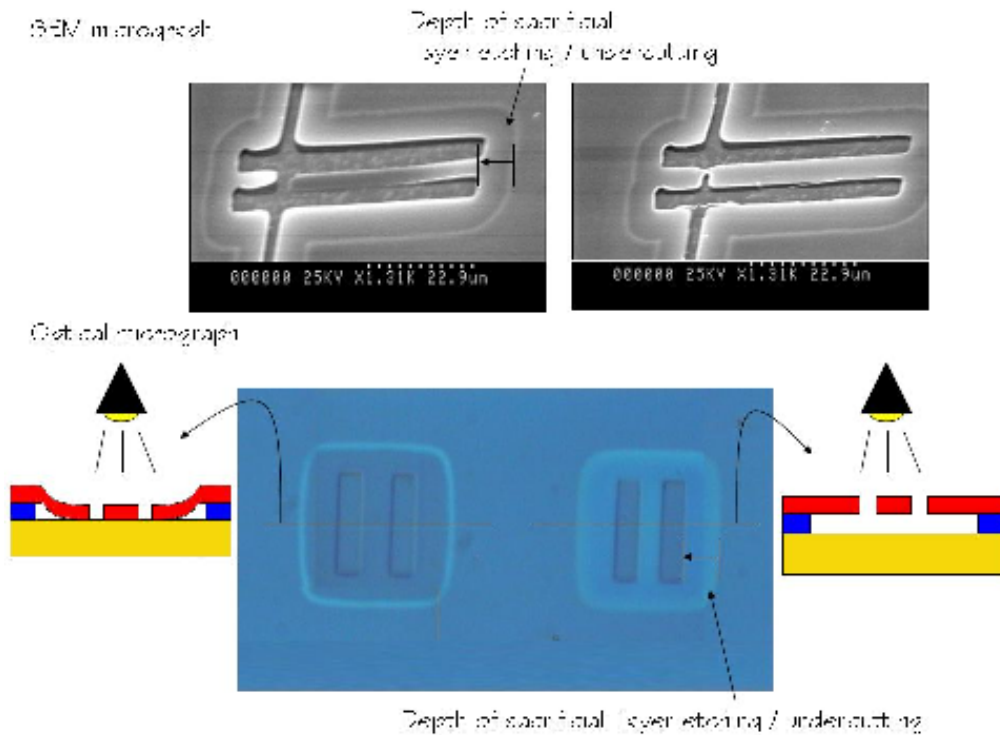 SEM micrograph
Depth of sacrificial
layer etching / undercutting
000000 25KV X1.31K 22.9um
000000 25KV X1.31K 22.9um
Optical micrograph
Depth of sacrificial layer etching / undercutting